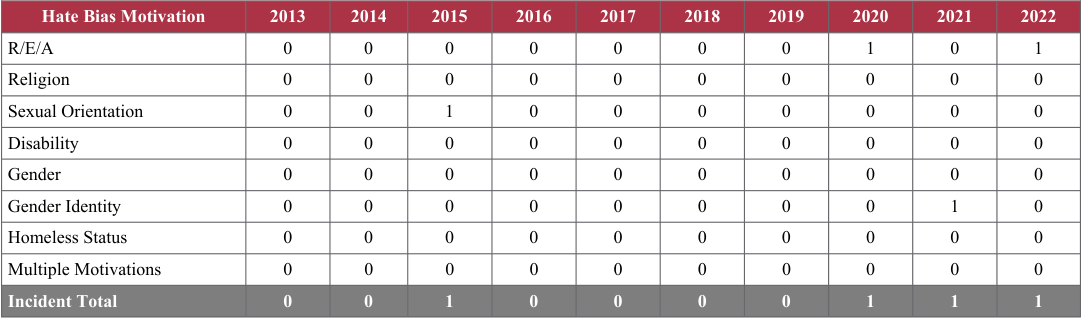 Hate Bias Motivation 2013 2014 2015 2016 2017 2018 2019 2020 2021 2022
R/E/A 0 0 0 0 0 0 0 1 0 1
Religion 0 0 0 0 0 0 0 0 0 0
Sexual Orientation 0 0 1 0 0 0 0 0 0 0
Disability 0 0 0 0 0 0 0 0 0 0
Gender 0 0 0 0 0 0 0 0 0 0
Gender Identity 0 0 0 0 0 0 0 0 1 0
Homeless Status 0 0 0 0 0 0 0 0 0 0
Multiple Motivations 0 0 0 0 0 0 0 0 0 0
Incident Total 0 0 1 0 0 0 0 1 1 1